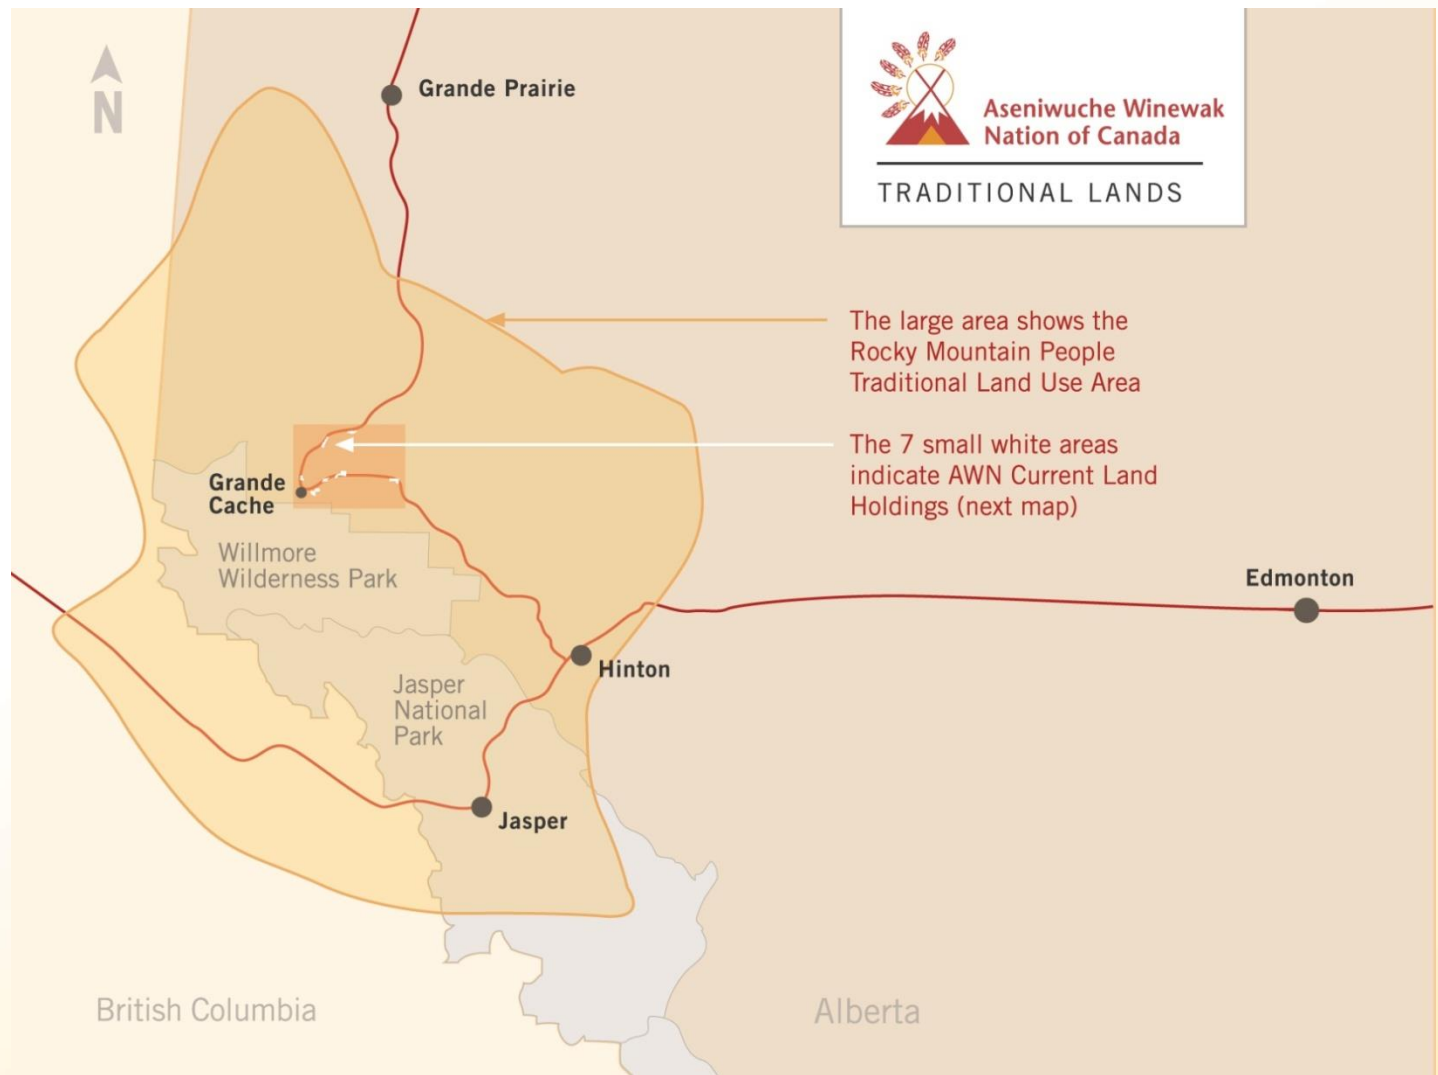 N
Grande Prairie
Aseniwuche Winewak
Nation of Canada
TRADITIONAL LANDS
The large area shows the
Rocky Mountain People
Traditional Land Use Area
The 7 small white areas
indicate AWN Current Land
Holdings (next map)
Grande
Cache
Willmore
Wilderness Park
Edmonton
Hinton
Jasper
National
Park
Jasper
British Columbia
Alberta